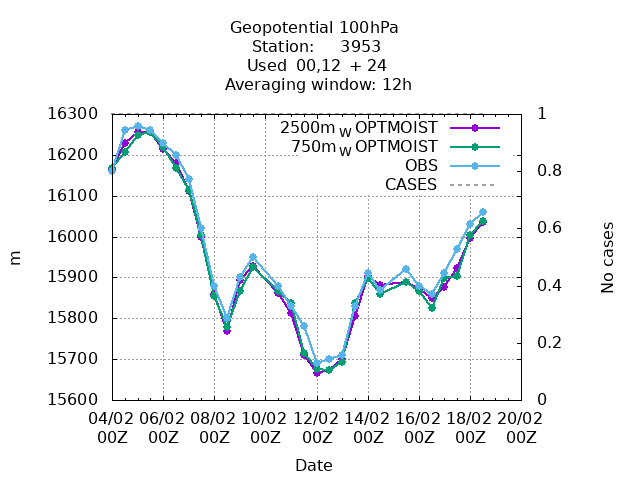 Geopotential 100hPa
Station: 3953
Used 00,12 + 24
Averaging window: 12h
16300
16200
16100
16000
15900
15800
15700
15600
m
1
0.8
0.6
0.4
0.2
0
No cases
2500m W OPTMOIST
750m W OPTMOIST
OBS
CASES
04/02 06/02 08/02 10/02 12/02 14/02 16/02 18/02 20/02
00Z 00Z 00Z 00Z 00Z 00Z 00Z 00Z 00Z
Date